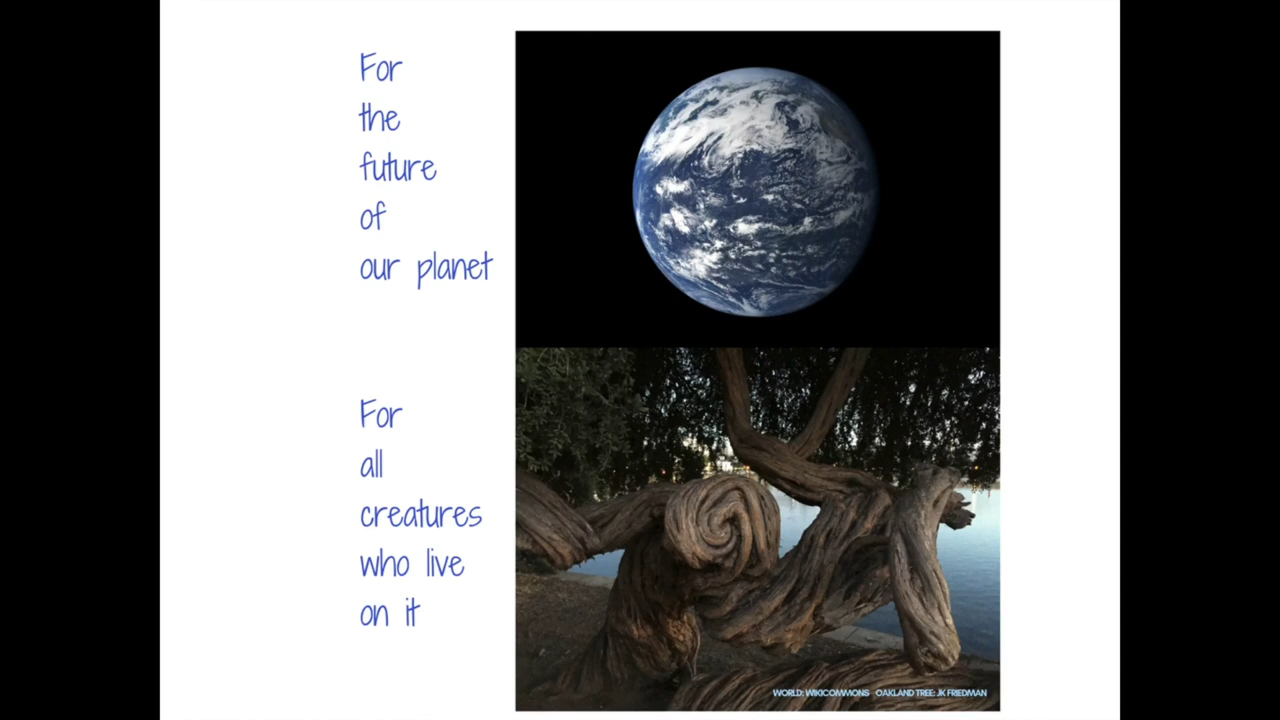 For
the
future
of
our planet
For
all
creatures
who live
on it
WORLD: WIKICOMMONS OAKLAND TREE: JK FRIEDMAN